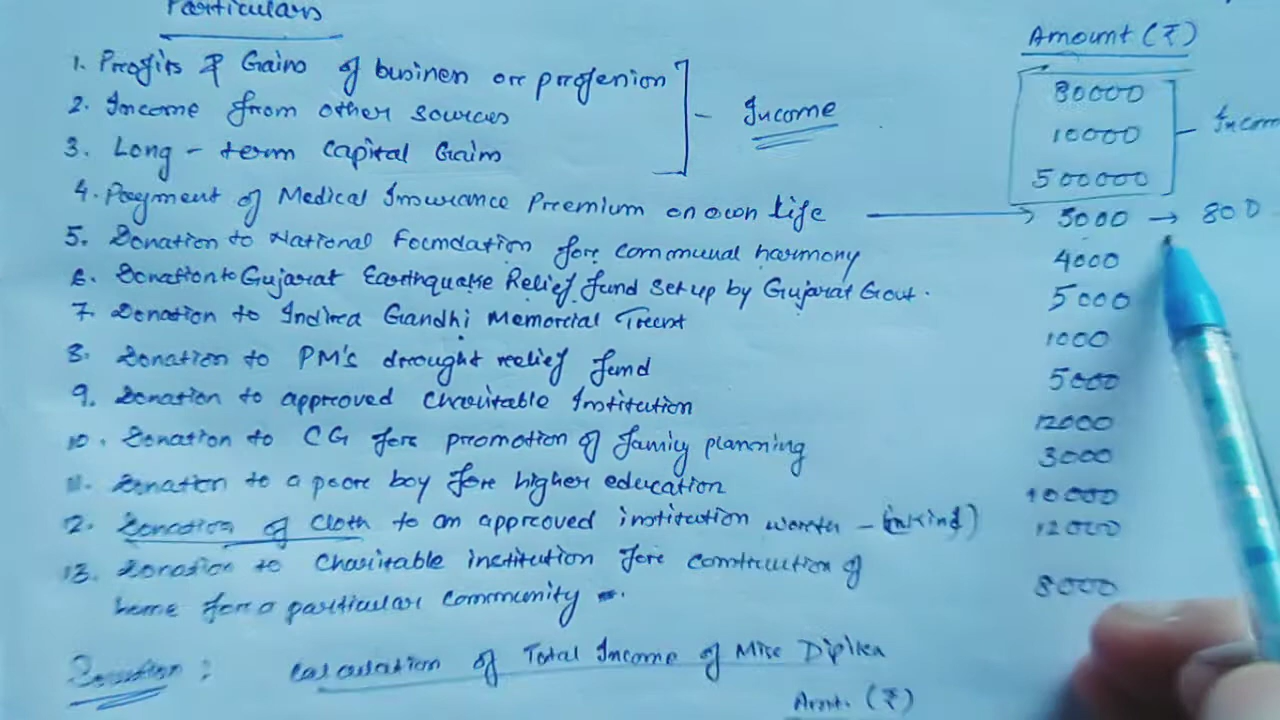 Particulars
Amount (₹)
1. Profits & Gains of business or profession 80000
2. Income from other sources 10000
3. Long-term Capital Gains 500000
Income
Incom
4. Payment of Medical Insurance Premium on own Life → 5000 → 80D
5. Donation to National Foundation for communal harmony 4000
6. Donation to Gujarat Earthquake Relief fund set up by Gujarat Govt. 5000
7. Donation to Indira Gandhi Memorial Trust 1000
8. Donation to PM's drought relief fund 5000
9. Donation to approved charitable Institution 12000
10. Donation to CG for promotion of family planning 3000
11. Donation to a poor boy for higher education 10000
2. Donation of cloth to an approved institution worth - (in kind) 12000
13. Donation to charitable institution for construction of
home for a particular community. 8000
Solution : Calculation of Total Income of Miss Diplica
Amt. (₹)